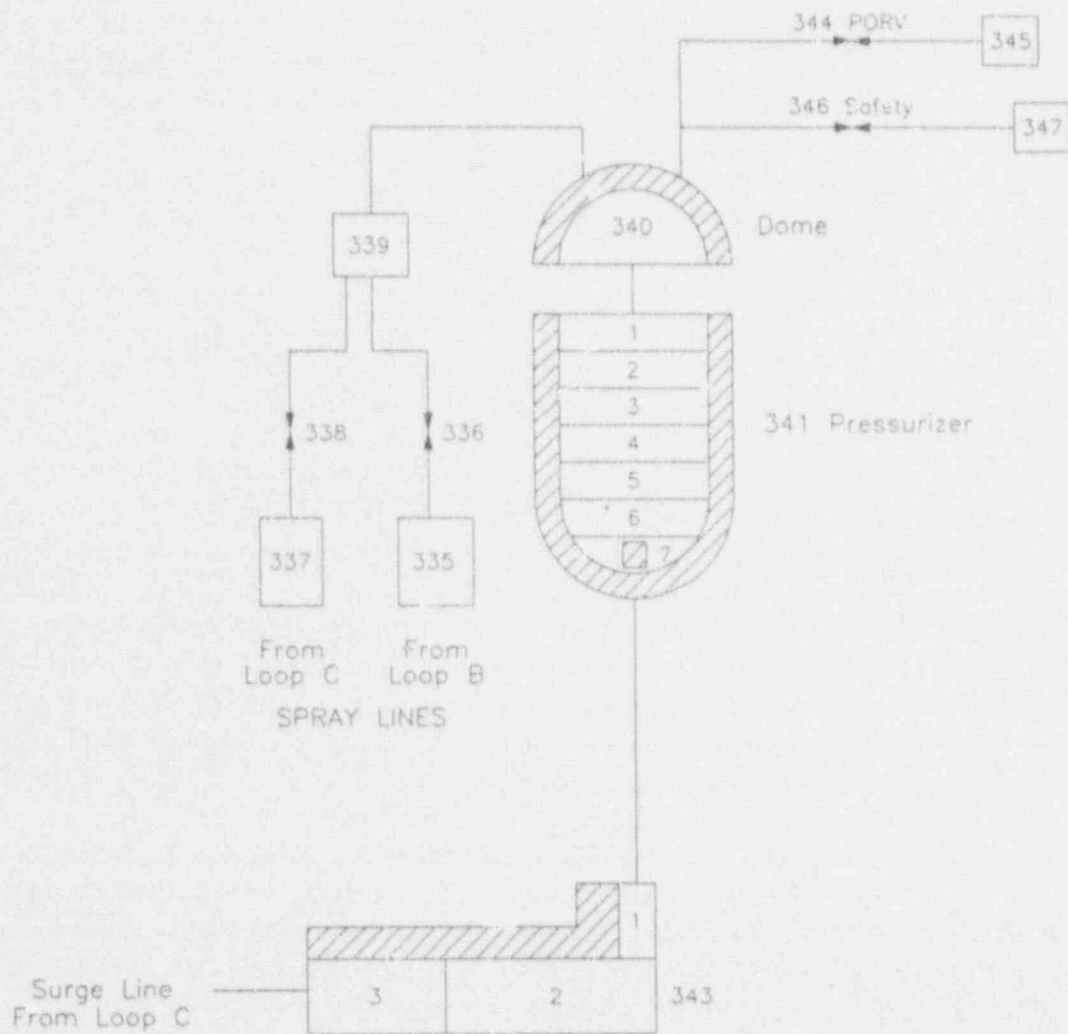 344 PORV
345
346 Safety
347
339
340
Dome
1
2
3
4
5
6
7
341 Pressurizer
338
336
337
335
From
Loop C
From
Loop B
SPRAY LINES
1
3
2
343
Surge Line
From Loop C